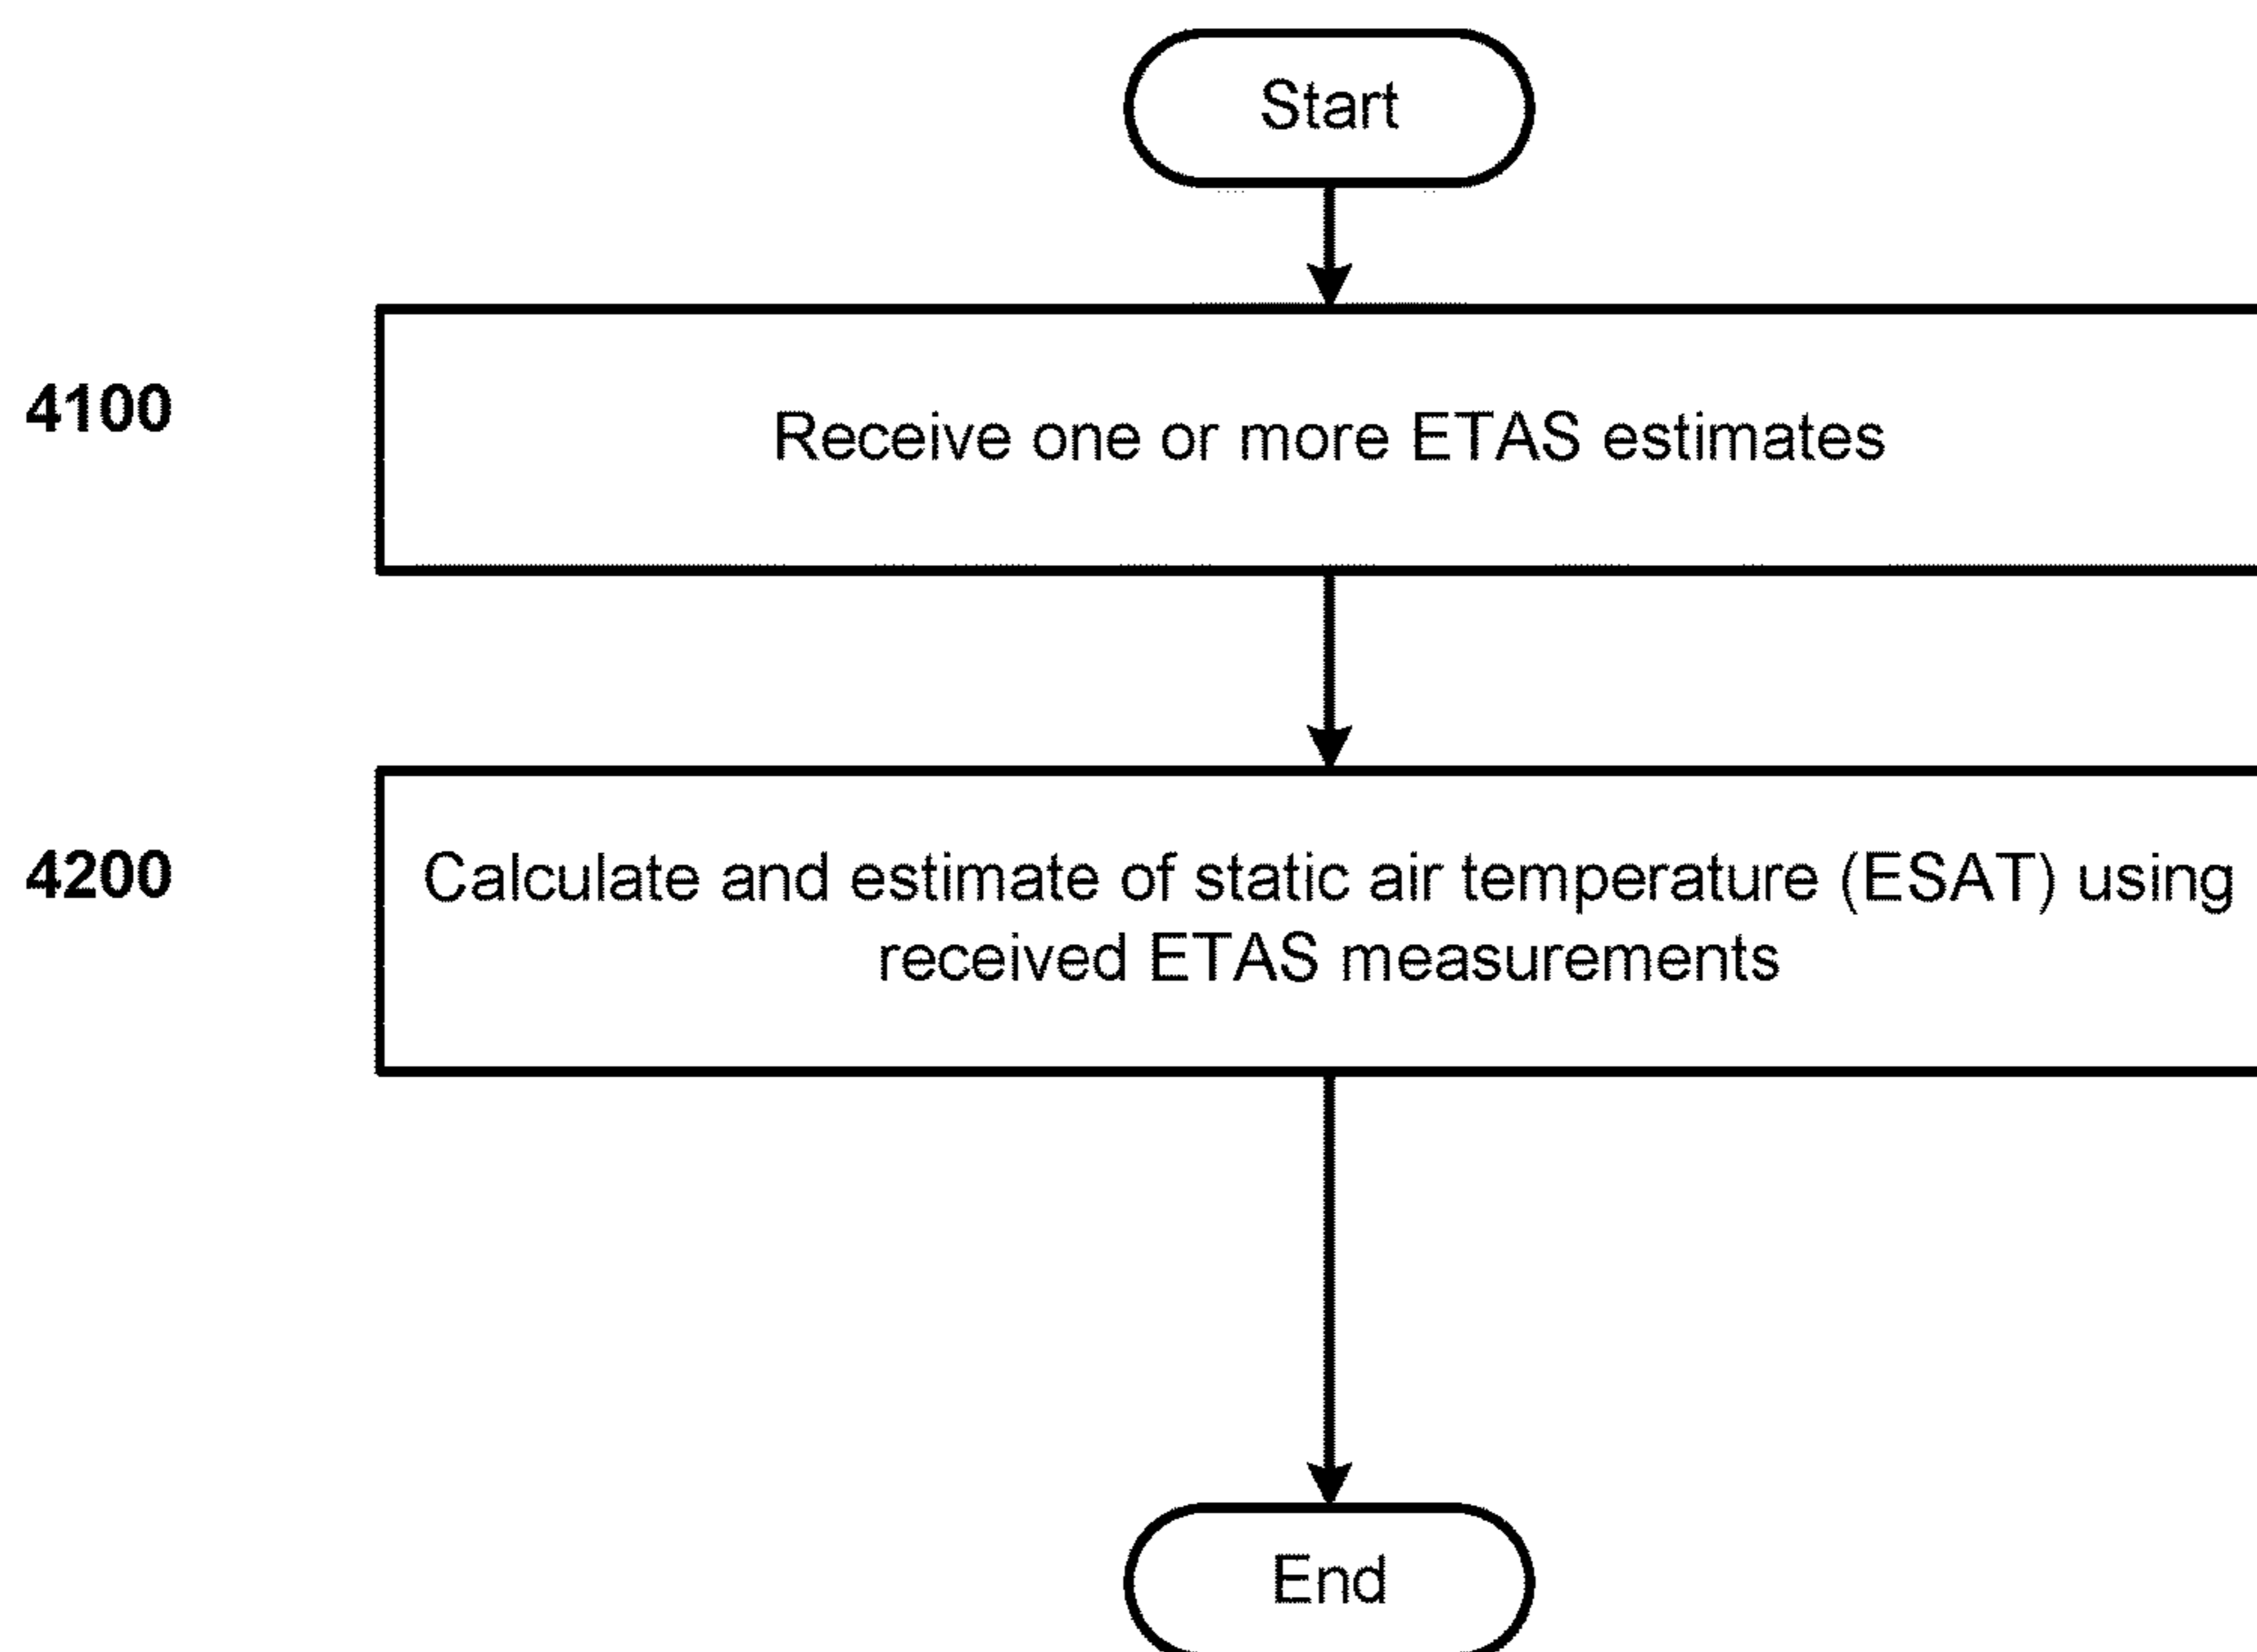 Start
4100
Receive one or more ETAS estimates
4200
Calculate and estimate of static air temperature (ESAT) using
received ETAS measurements
End